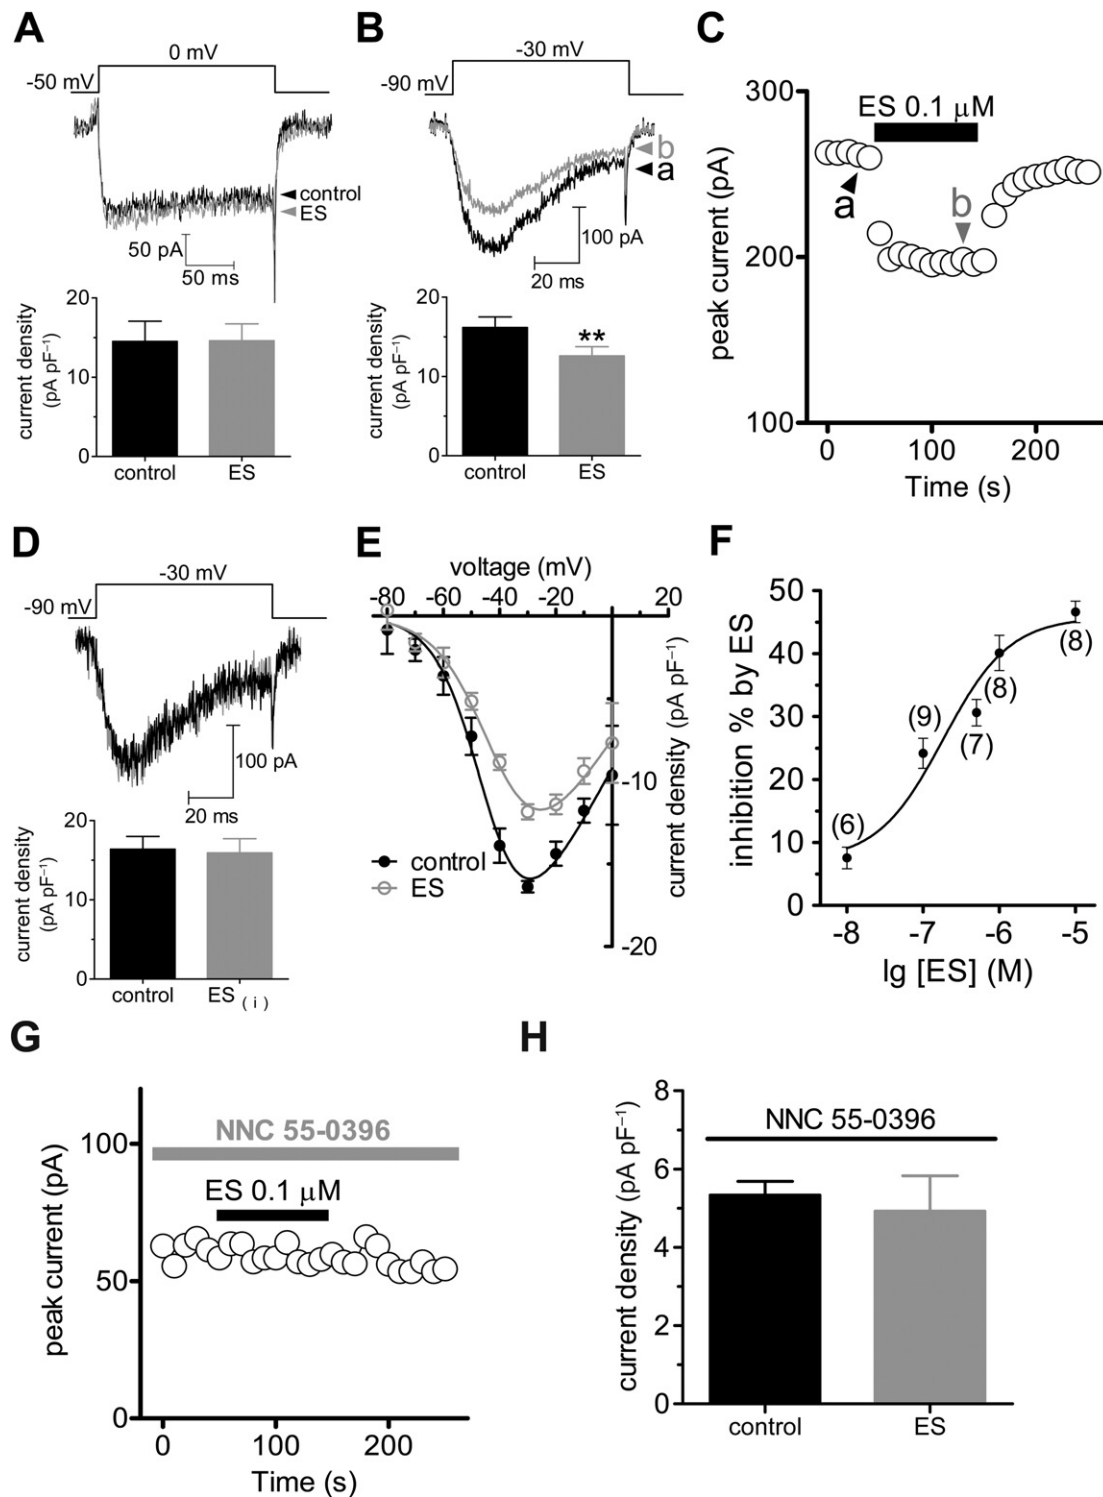 A
0 mV
-50 mV
control
ES
50 pA
50 ms
20
10
0
current density
(pA pF⁻¹)
control
ES
B
-30 mV
-90 mV
b
a
100 pA
20 ms
20
10
0
current density
(pA pF⁻¹)
**
control
ES
C
300
200
100
peak current (pA)
ES 0.1 μM
a
b
0
100
200
Time (s)
D
-30 mV
-90 mV
100 pA
20 ms
20
10
0
current density
(pA pF⁻¹)
control
ES (i)
E
voltage (mV)
-80
-60
-40
-20
20
-10
-20
current density (pA pF⁻¹)
control
ES
F
50
40
30
20
10
0
inhibition % by ES
(6)
(9)
(7)
(8)
(8)
-8
-7
-6
-5
lg [ES] (M)
G
100
50
0
peak current (pA)
NNC 55-0396
ES 0.1 μM
0
100
200
Time (s)
H
8
6
4
2
0
current density (pA pF⁻¹)
NNC 55-0396
control
ES